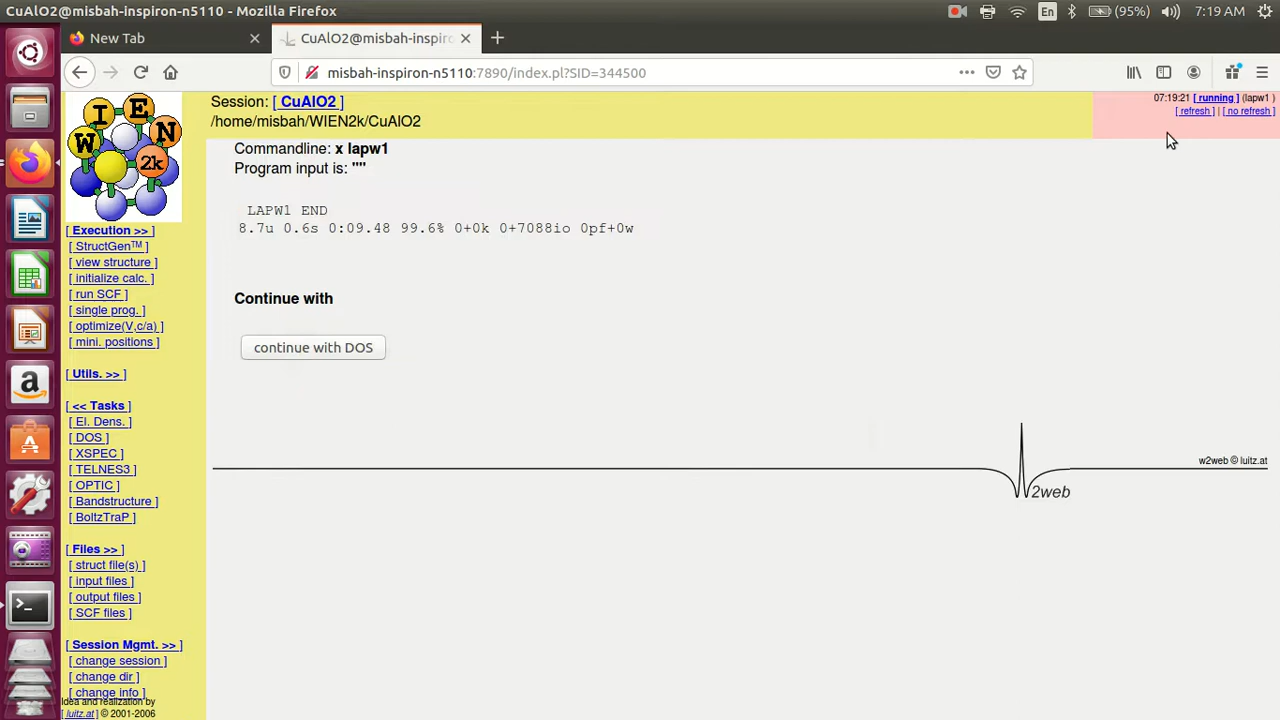 CuAlO2@misbah-inspiron-n5110 - Mozilla Firefox
En (95%) 7:19 AM
New Tab
CuAlO2@misbah-inspiro
misbah-inspiron-n5110:7890/index.pl?SID=344500
W I E N 2k
Session: [ CuAlO2 ]
/home/misbah/WIEN2k/CuAlO2
07:19:21 [ running ] (lapw1 )
[ refresh ] | [ no refresh ]
Commandline: x lapw1
Program input is: ""
LAPW1 END
8.7u 0.6s 0:09.48 99.6% 0+0k 0+7088io 0pf+0w
Continue with
continue with DOS
w2web © luitz.at
2web
[ Execution >> ]
[ StructGen™ ]
[ view structure ]
[ initialize calc. ]
[ run SCF ]
[ single prog. ]
[ optimize(V,c/a) ]
[ mini. positions ]
[ Utils. >> ]
[ << Tasks ]
[ El. Dens. ]
[ DOS ]
[ XSPEC ]
[ TELNES3 ]
[ OPTIC ]
[ Bandstructure ]
[ BoltzTraP ]
[ Files >> ]
[ struct file(s) ]
[ input files ]
[ output files ]
[ SCF files ]
[ Session Mgmt. >> ]
[ change session ]
[ change dir ]
[ change info ]
Idea and realization by
[ luitz.at ] © 2001-2006